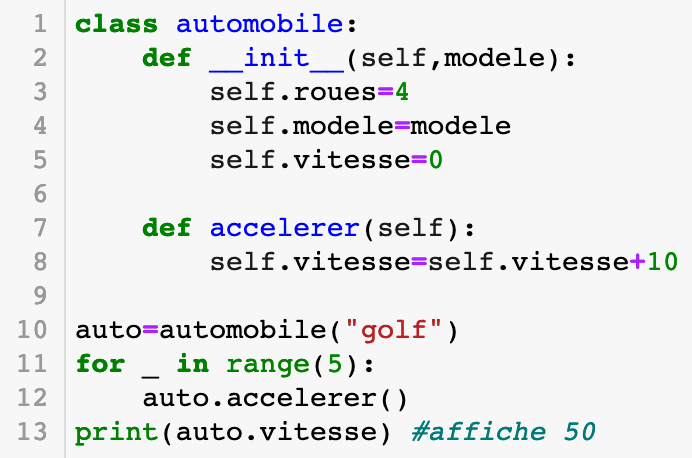 1 class automobile:
2     def __init__(self,modele):
3         self.roues=4
4         self.modele=modele
5         self.vitesse=0
6
7     def accelerer(self):
8         self.vitesse=self.vitesse+10
9
10 auto=automobile("golf")
11 for _ in range(5):
12     auto.accelerer()
13 print(auto.vitesse) #affiche 50